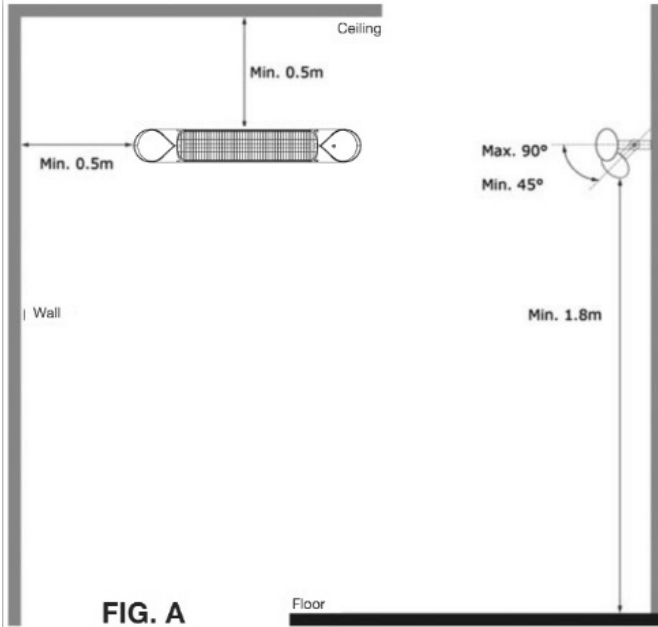 Ceiling
Min. 0.5m
Min. 0.5m
Max. 90°
Min. 45°
Wall
Min. 1.8m
FIG. A
Floor